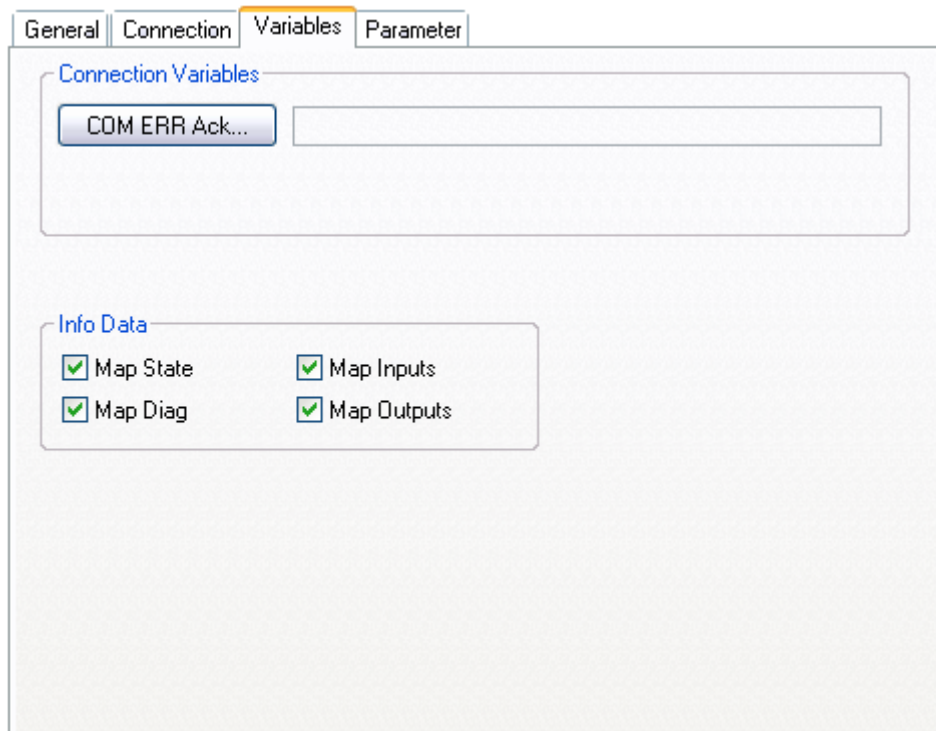 General Connection Variables Parameter
Connection Variables
COM ERR Ack...
Info Data
Map State Map Inputs
Map Diag Map Outputs